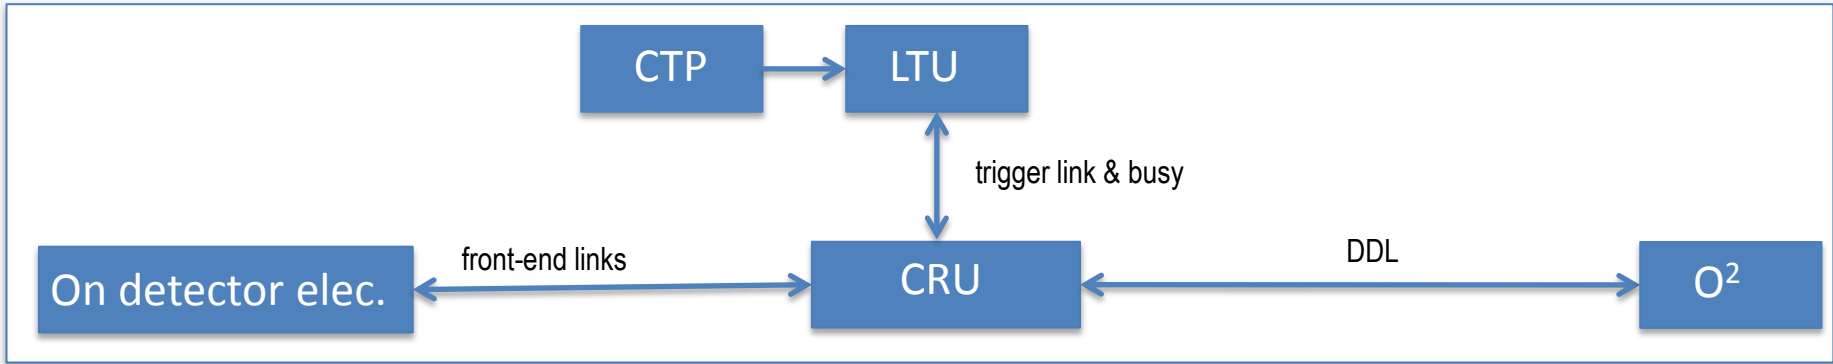 CTP
LTU
trigger link & busy
On detector elec.
front-end links
CRU
DDL
O²